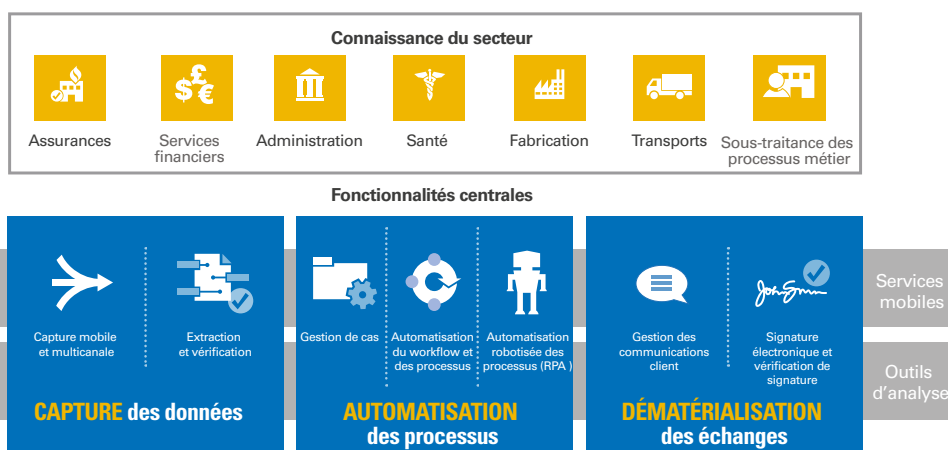 Connaissance du secteur
Assurances
Services
financiers
Administration
Santé
Fabrication
Transports
Sous-traitance des
processus métier
Fonctionnalités centrales
Capture mobile
et multicanale
Extraction
et vérification
CAPTURE des données
Gestion de cas
Automatisation
du workflow et
des processus
Automatisation
robotisée des
processus (RPA )
AUTOMATISATION
des processus
Gestion des
communications
client
John Smith
Signature
électronique et
vérification de
signature
DÉMATÉRIALISATION
des échanges
Services
mobiles
Outils
d’analyse